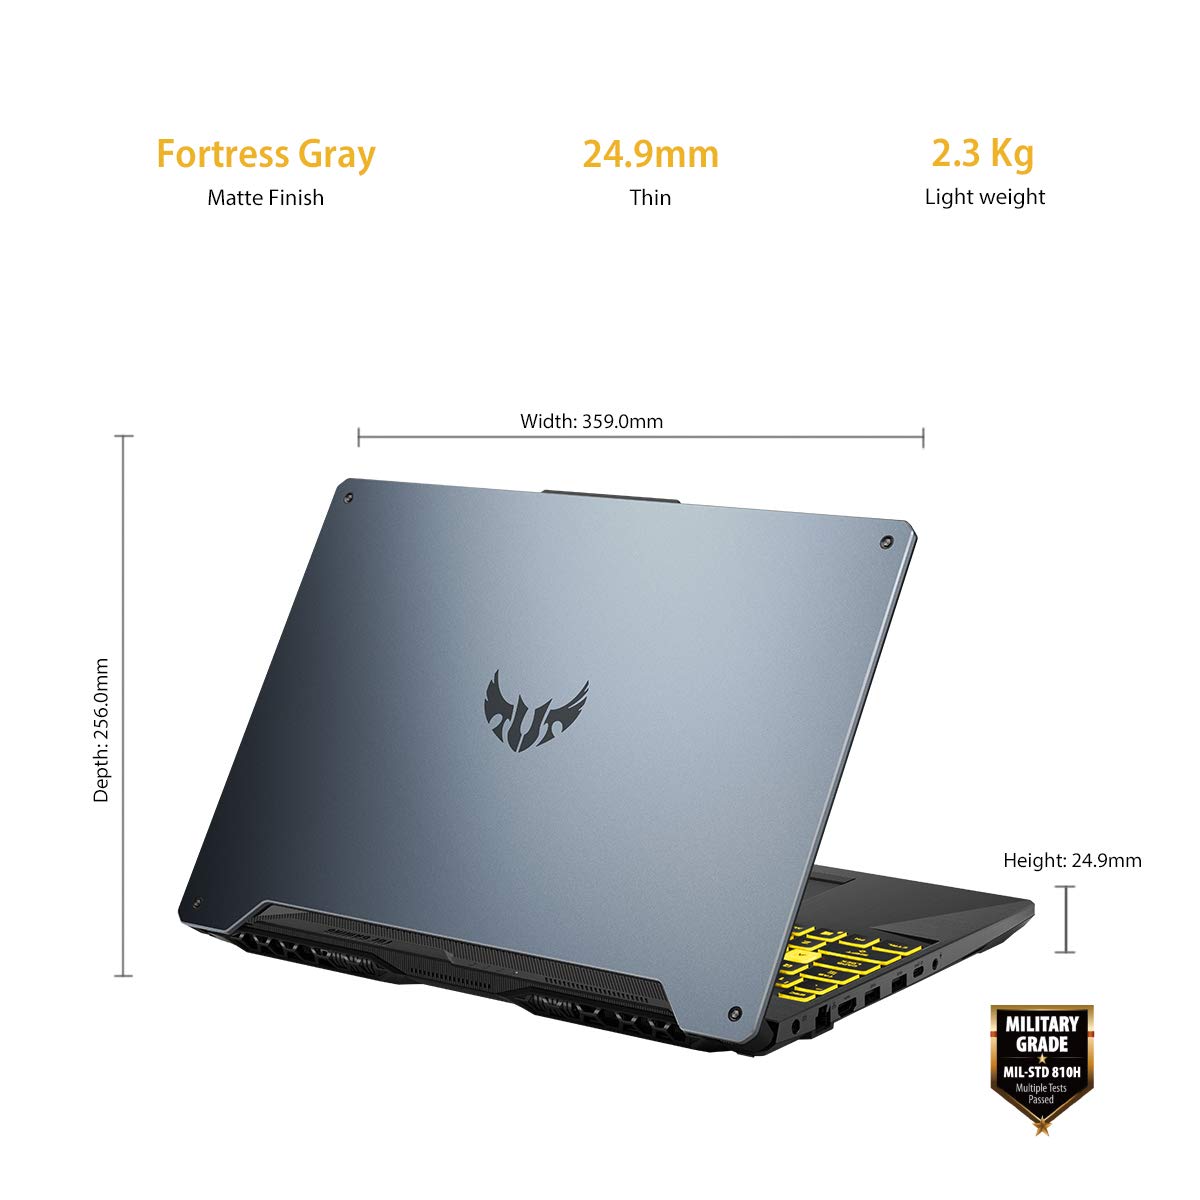 Fortress Gray
Matte Finish
24.9mm
Thin
2.3 Kg
Light weight
Width: 359.0mm
Depth: 256.0mm
Height: 24.9mm
MILITARY
GRADE
MIL-STD 810H
Multiple Tests
Passed